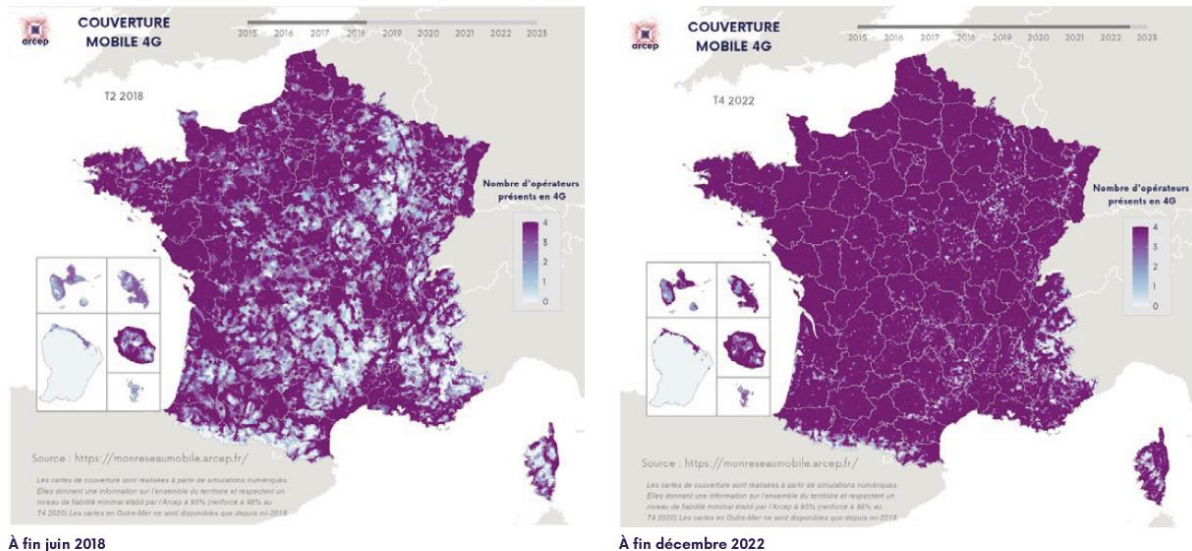 arcep
COUVERTURE
MOBILE 4G
2015 2016 2017 2018 2019 2020 2021 2022 2023
T2 2018
Nombre d'opérateurs
présents en 4G
4
3
2
1
0
Source : https://monreseaumobile.arcep.fr/
Les cartes de couverture sont réalisées à partir de simulations numériques.
Elles donnent une information sur l'ensemble du territoire et respectent un
niveau de fiabilité minimal établi par l'Arcep à 95% (renforcé à 98% au
T4 2020) Les cartes en Outre-Mer ne sont disponibles que depuis mi-2018.
À fin juin 2018
arcep
COUVERTURE
MOBILE 4G
2015 2016 2017 2018 2019 2020 2021 2022 2023
T4 2022
Nombre d'opérateurs
présents en 4G
4
3
2
1
0
Source : https://monreseaumobile.arcep.fr/
Les cartes de couverture sont réalisées à partir de simulations numériques.
Elles donnent une information sur l'ensemble du territoire et respectent un
niveau de fiabilité minimal établi par l'Arcep à 95% (renforcé à 98% au
T4 2020) Les cartes en Outre-Mer ne sont disponibles que depuis mi-2018.
À fin décembre 2022